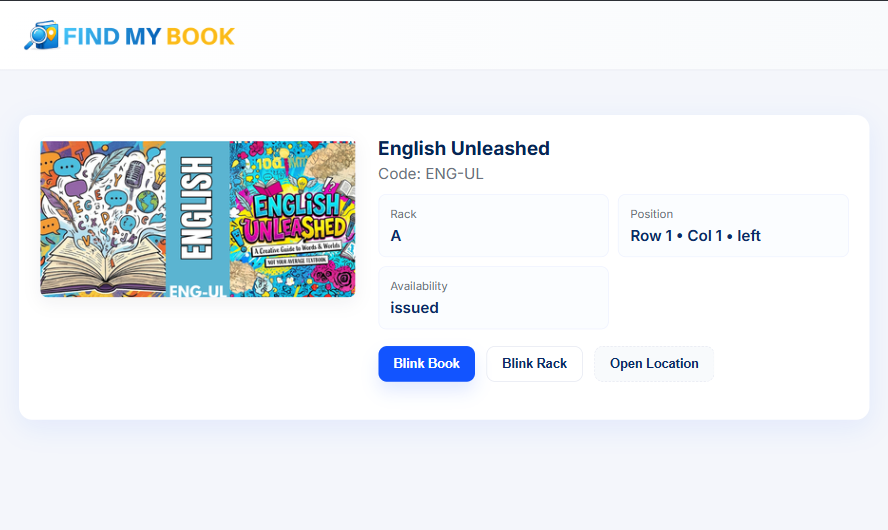 FIND MY BOOK
English Unleashed
Code: ENG-UL
Rack
A
Position
Row 1 • Col 1 • left
Availability
issued
Blink Book
Blink Rack
Open Location
ENGLISH
ENG-UL
ENGLISH
UNLEASHED
A Creative Guide to Words & Worlds
NOT YOUR AVERAGE TEXTBOOK